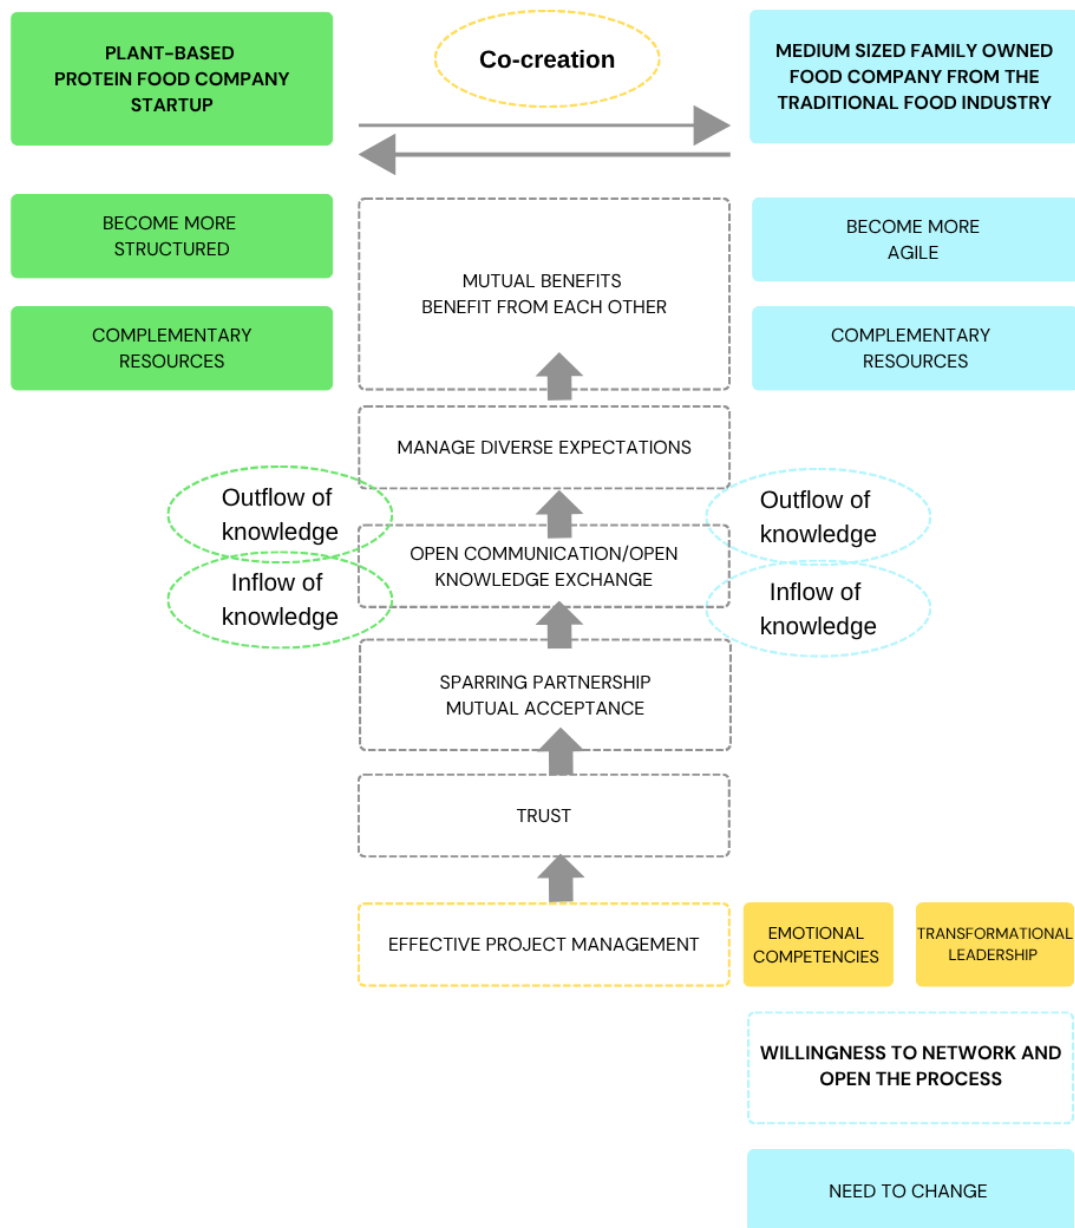 PLANT-BASED
PROTEIN FOOD COMPANY
STARTUP
Co-creation
MEDIUM SIZED FAMILY OWNED
FOOD COMPANY FROM THE
TRADITIONAL FOOD INDUSTRY
BECOME MORE
STRUCTURED
MUTUAL BENEFITS
BENEFIT FROM EACH OTHER
BECOME MORE
AGILE
COMPLEMENTARY
RESOURCES
COMPLEMENTARY
RESOURCES
MANAGE DIVERSE EXPECTATIONS
Outflow of
knowledge
Outflow of
knowledge
OPEN COMMUNICATION/OPEN
KNOWLEDGE EXCHANGE
Inflow of
knowledge
Inflow of
knowledge
SPARRING PARTNERSHIP
MUTUAL ACCEPTANCE
TRUST
EFFECTIVE PROJECT MANAGEMENT
EMOTIONAL
COMPETENCIES
TRANSFORMATIONAL
LEADERSHIP
WILLINGNESS TO NETWORK AND
OPEN THE PROCESS
NEED TO CHANGE